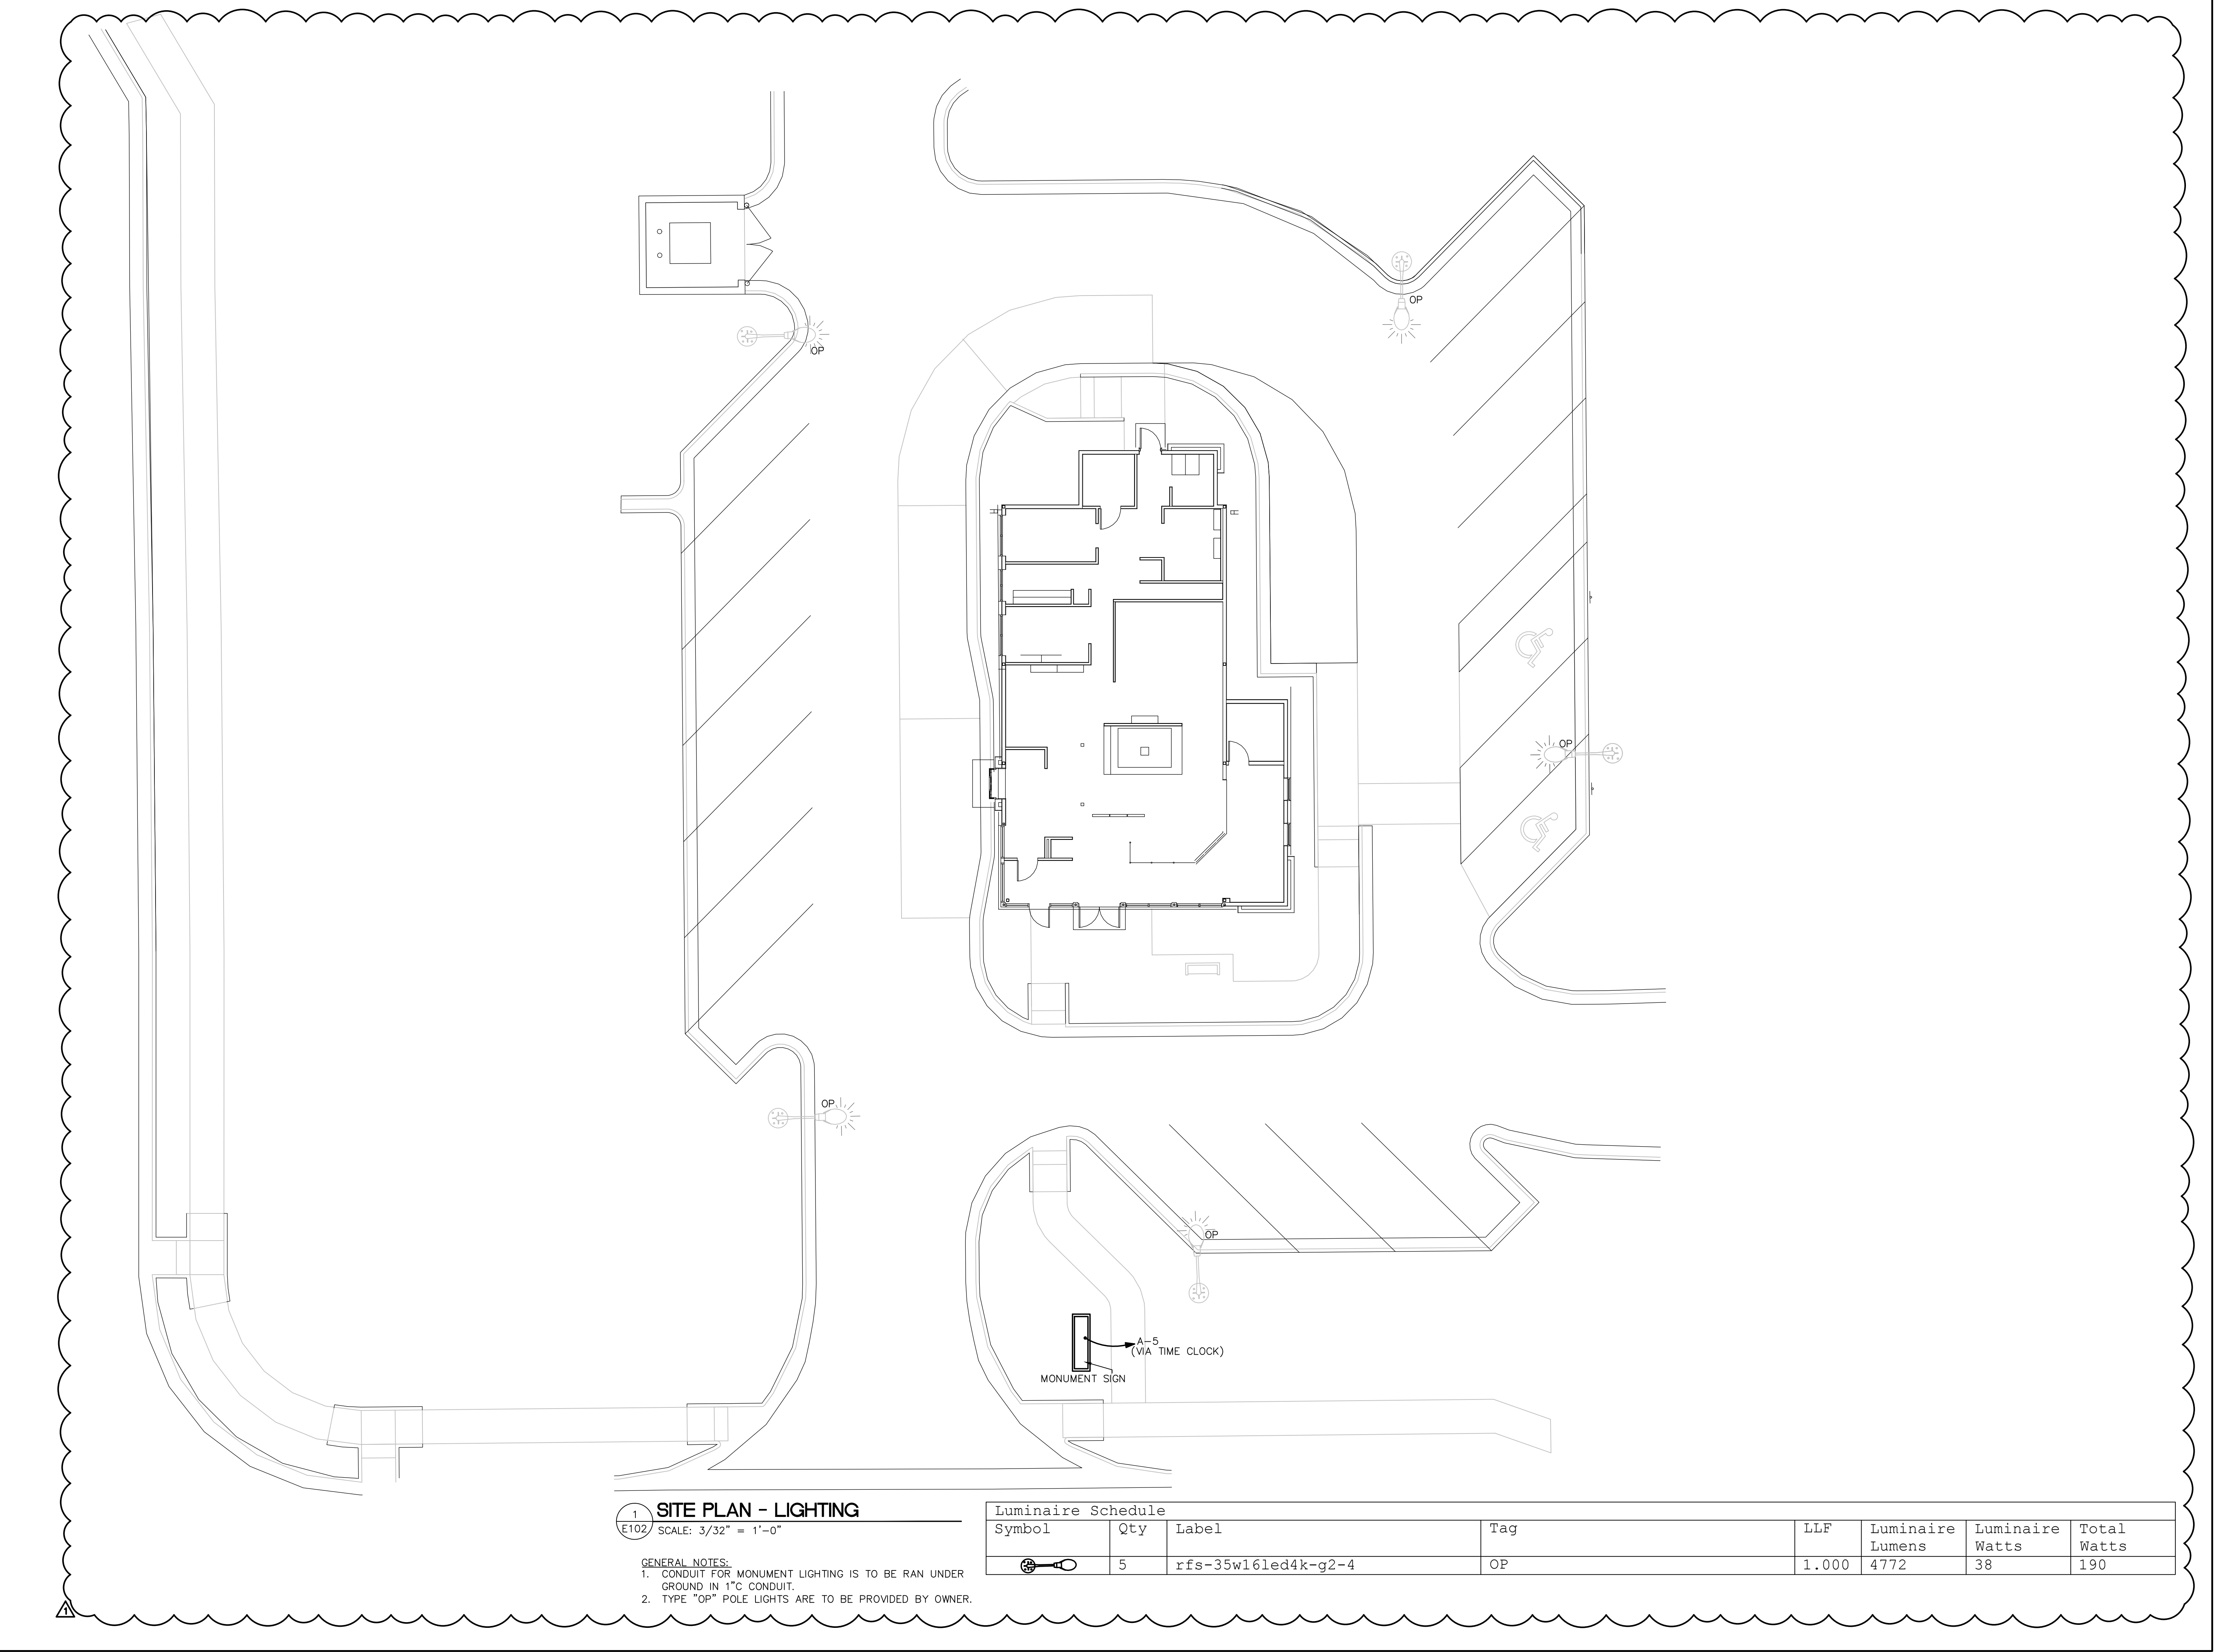 OP
OP
OP
OP
OP
A-5
(VIA TIME CLOCK)
MONUMENT SIGN
1
E102
SITE PLAN - LIGHTING
SCALE: 3/32" = 1'-0"
GENERAL NOTES:
1. CONDUIT FOR MONUMENT LIGHTING IS TO BE RAN UNDER
GROUND IN 1"C CONDUIT.
2. TYPE "OP" POLE LIGHTS ARE TO BE PROVIDED BY OWNER.
Luminaire Schedule
Symbol Qty Label Tag LLF Luminaire Lumens Luminaire Watts Total Watts
5 rfs-35w16led4k-g2-4 OP 1.000 4772 38 190
1